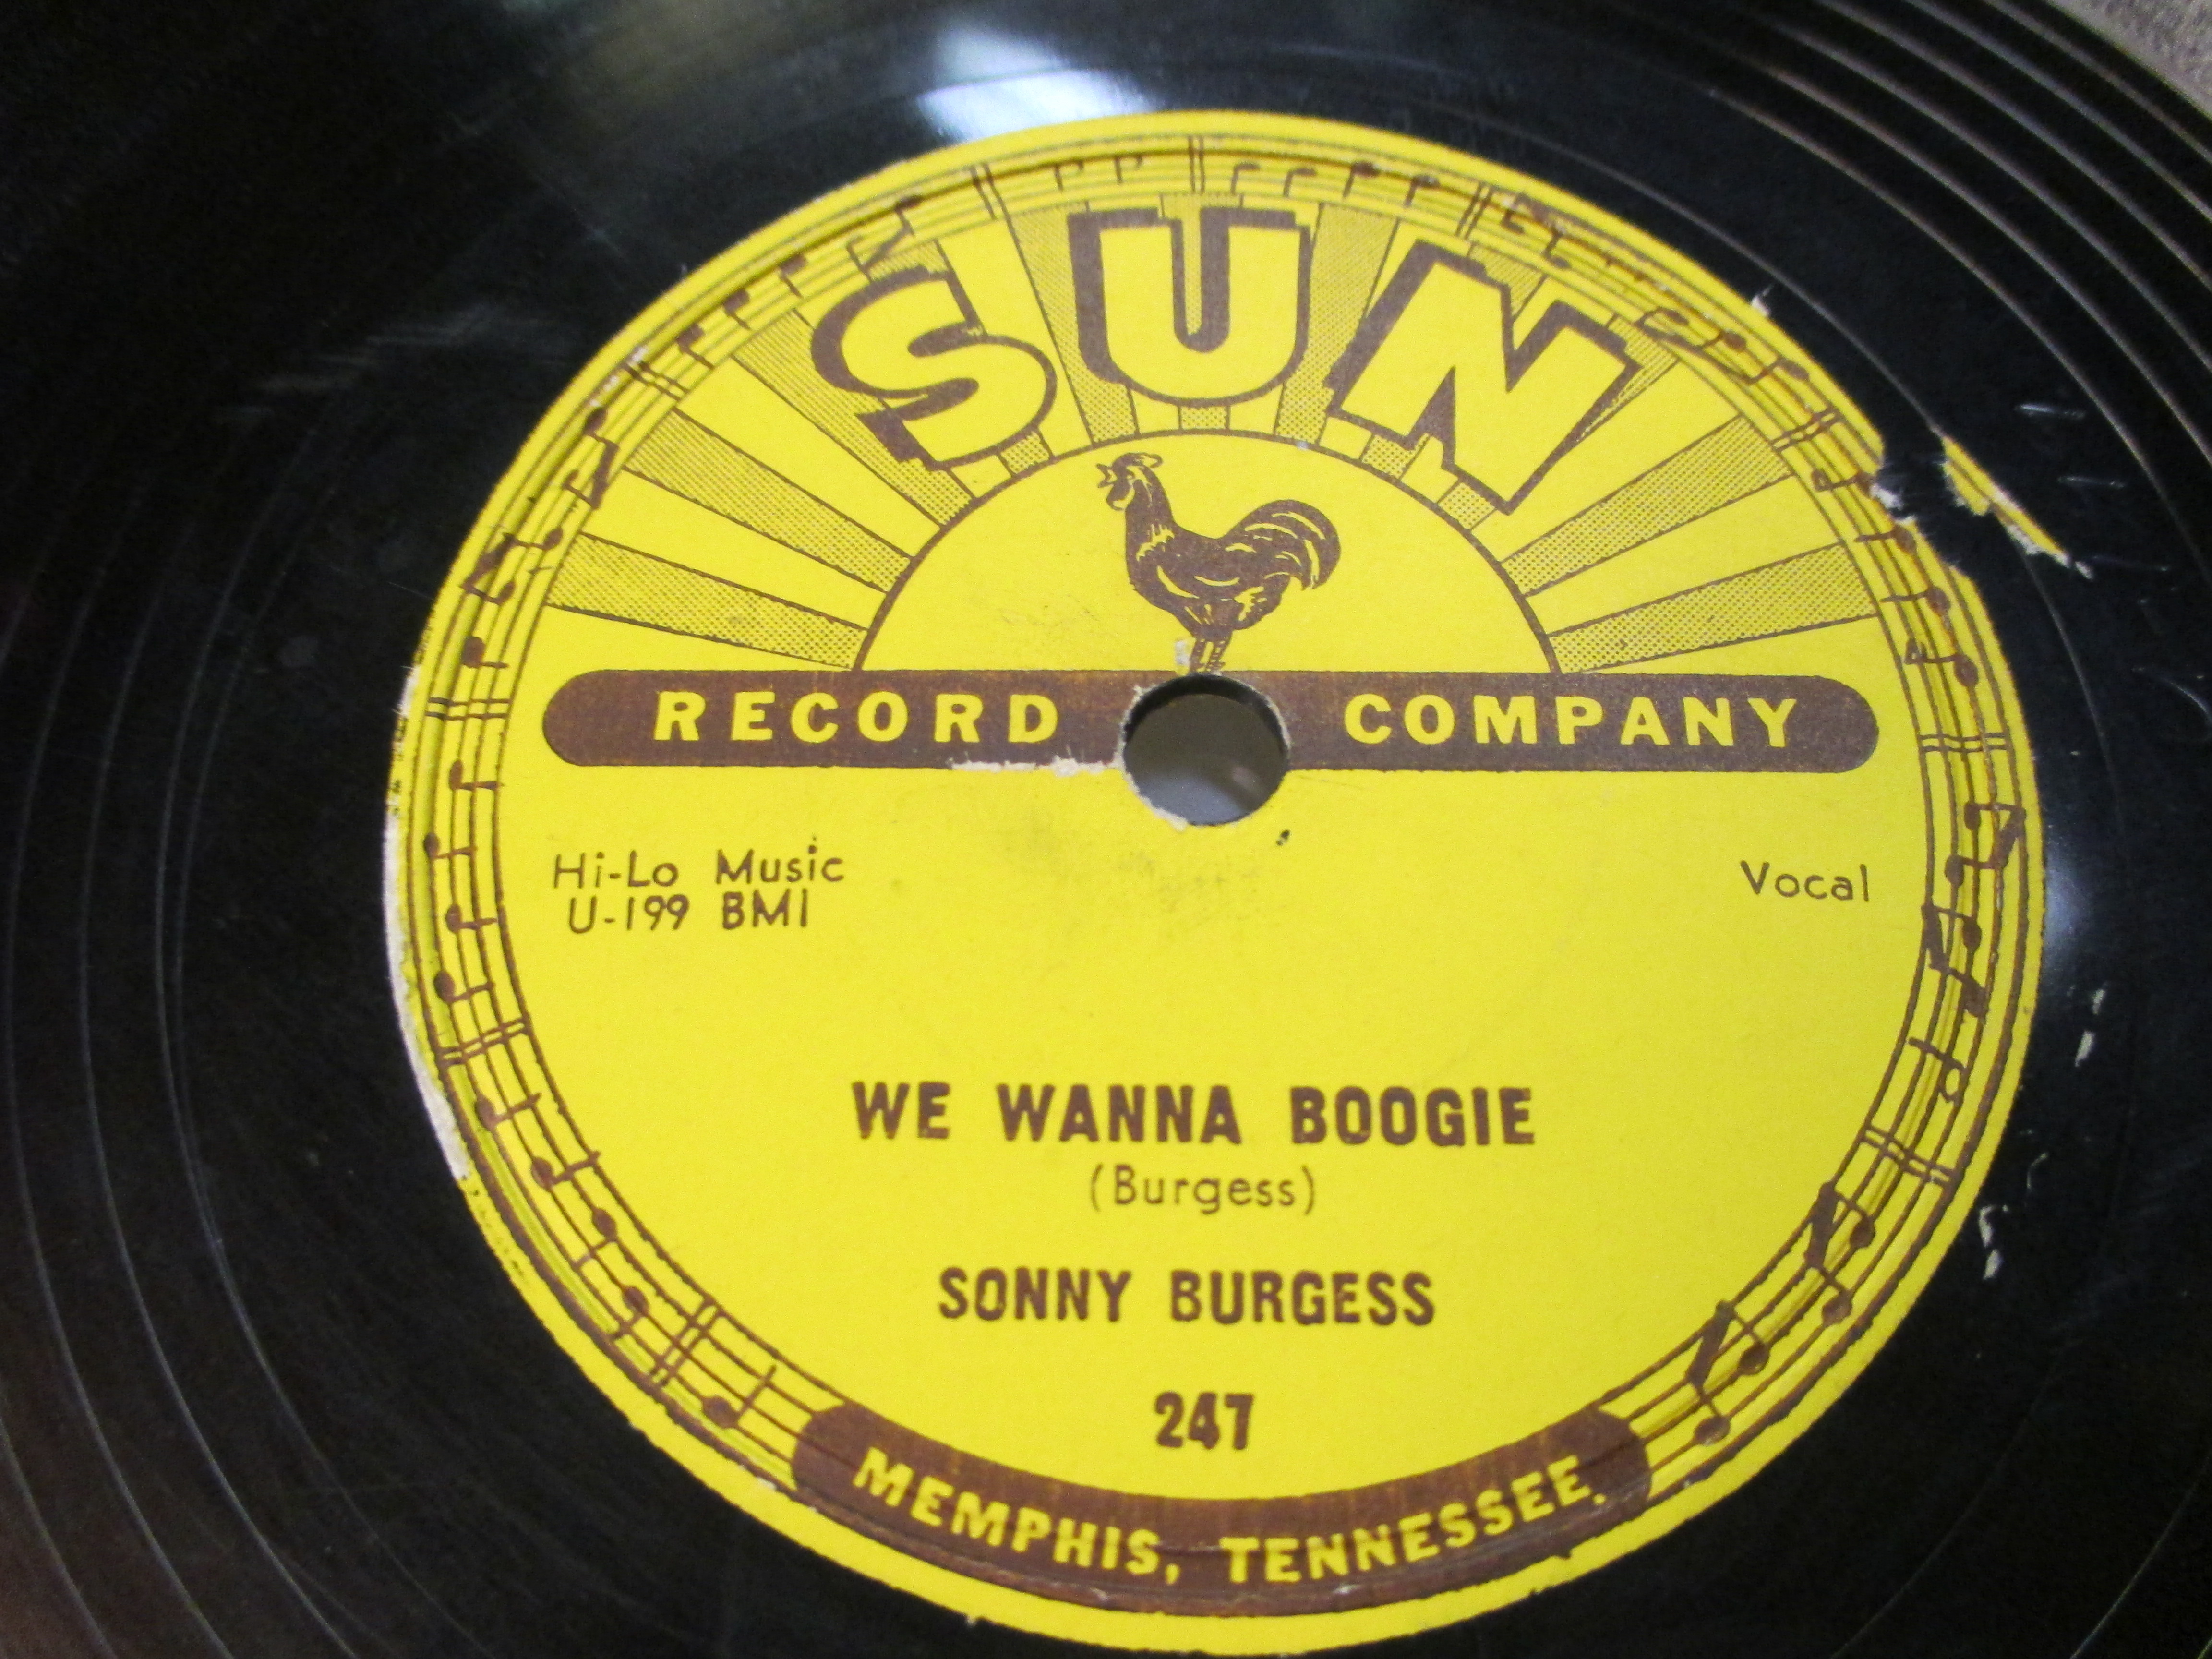 SUN
RECORD COMPANY
Hi-Lo Music
U-199 BMI
Vocal
WE WANNA BOOGIE
(Burgess)
SONNY BURGESS
247
MEMPHIS, TENNESSEE.